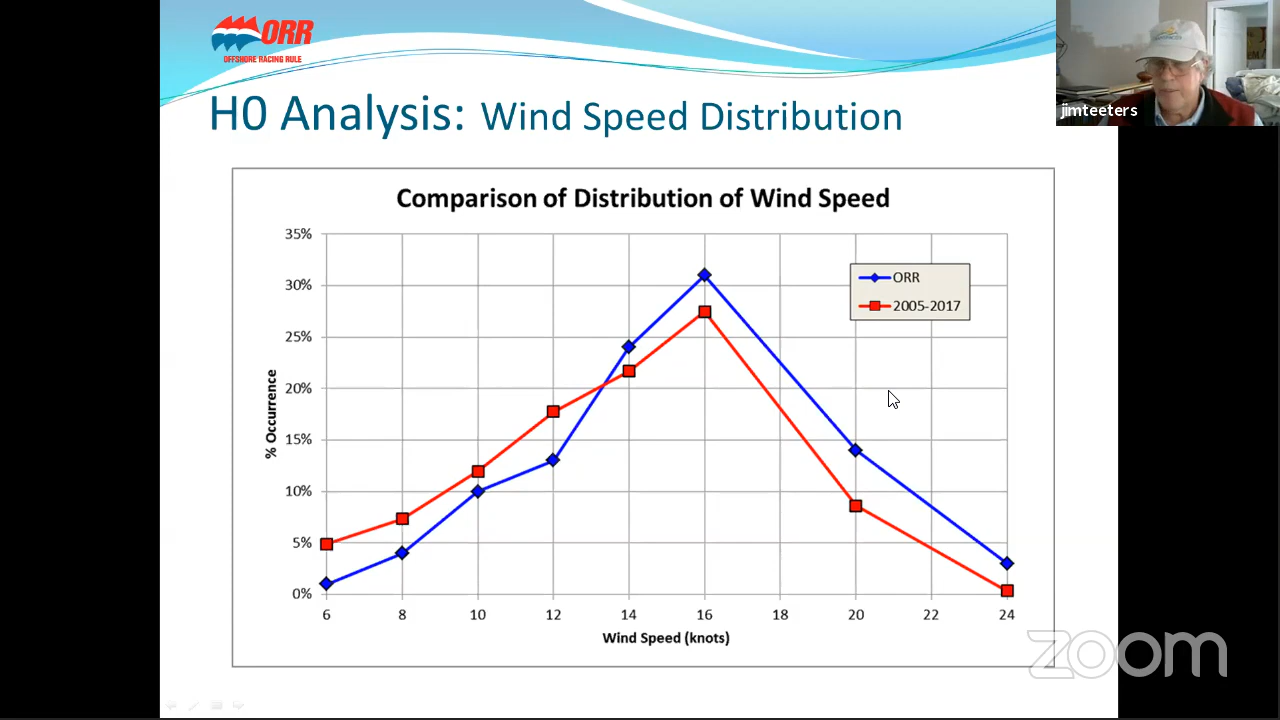 ORR
OFFSHORE RACING RULE
jimteeters
H0 Analysis: Wind Speed Distribution
Comparison of Distribution of Wind Speed
35%
30%
25%
20%
15%
10%
5%
0%
% Occurrence
ORR
2005-2017
6 8 10 12 14 16 18 20 22 24
Wind Speed (knots)
zoom